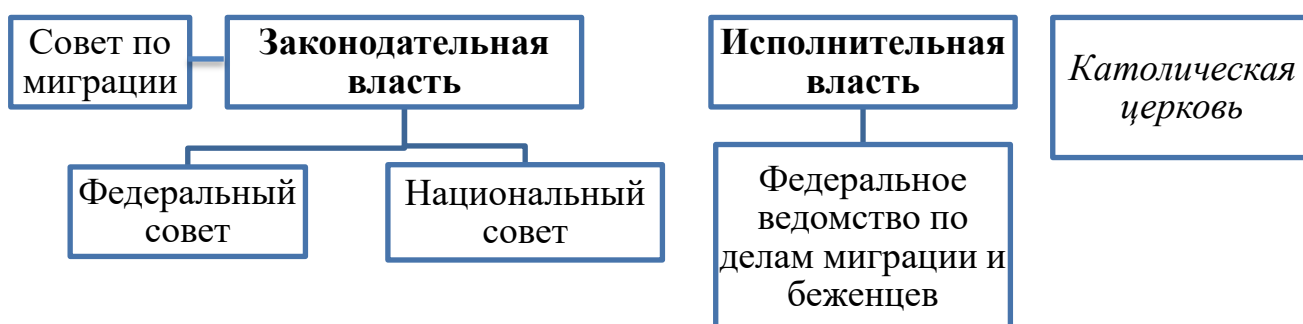 Совет по
миграции
Законодательная
власть
Исполнительная
власть
Католическая
церковь
Федеральный
совет
Национальный
совет
Федеральное
ведомство по
делам миграции и
беженцев